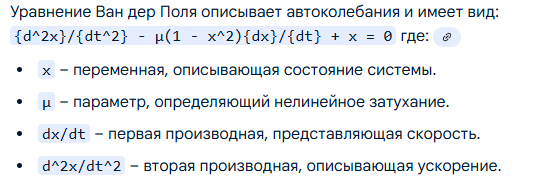 Уравнение Ван дер Поля описывает автоколебания и имеет вид:
{d^2x}/{dt^2} - μ(1 - x^2){dx}/{dt} + x = 0 где:
• x – переменная, описывающая состояние системы.
• μ – параметр, определяющий нелинейное затухание.
• dx/dt – первая производная, представляющая скорость.
• d^2x/dt^2 – вторая производная, описывающая ускорение.